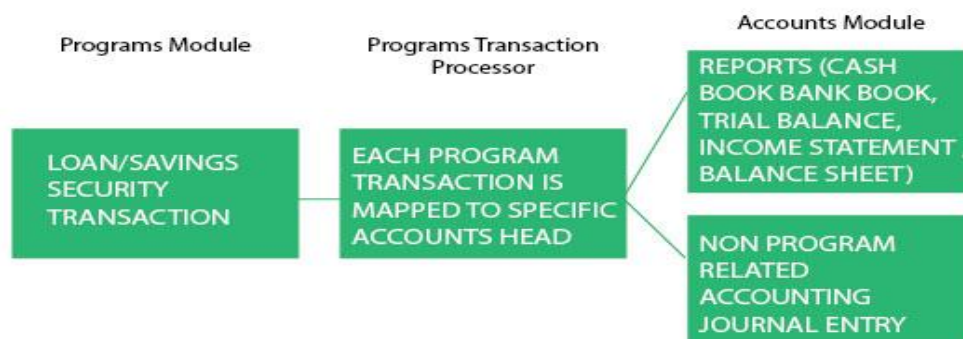 Programs Module
Programs Transaction
Processor
Accounts Module
LOAN/SAVINGS
SECURITY
TRANSACTION
EACH PROGRAM
TRANSACTION IS
MAPPED TO SPECIFIC
ACCOUNTS HEAD
REPORTS (CASH
BOOK BANK BOOK,
TRIAL BALANCE,
INCOME STATEMENT ,
BALANCE SHEET)
NON PROGRAM
RELATED
ACCOUNTING
JOURNAL ENTRY